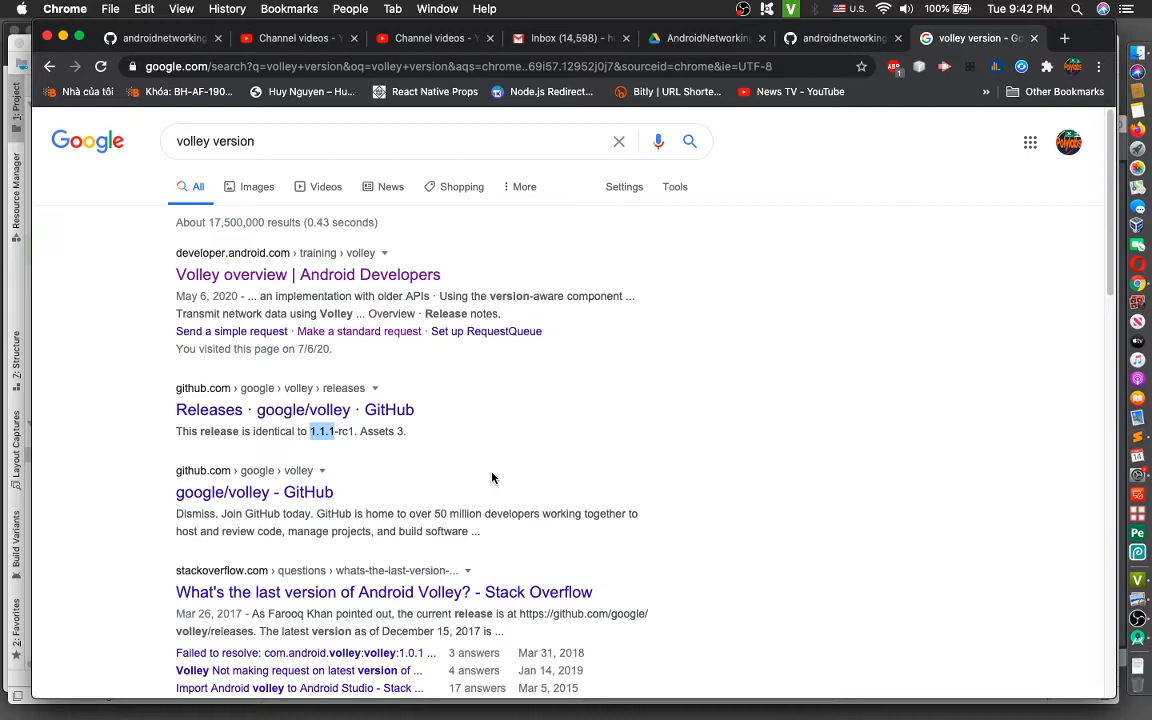 Chrome File Edit View History Bookmarks People Tab Window Help
V U.S. 100% Tue 9:42 PM
androidnetworking Channel videos - Y Channel videos - Y Inbox (14,598) - h AndroidNetworking androidnetworking volley version - Go
google.com/search?q=volley+version&oq=volley+version&aqs=chrome..69i57.12952j0j7&sourceid=chrome&ie=UTF-8
Nhà của tôi Khóa: BH-AF-190... Huy Nguyen – Hu... React Native Props Node.js Redirect... Bitly | URL Shorte... News TV - YouTube » Other Bookmarks
1: Project
Resource Manager
7: Structure
Layout Captures
Build Variants
2: Favorites
Google
volley version
All Images Videos News Shopping More Settings Tools
About 17,500,000 results (0.43 seconds)
developer.android.com › training › volley
Volley overview | Android Developers
May 6, 2020 - ... an implementation with older APIs · Using the version-aware component ...
Transmit network data using Volley ... Overview · Release notes.
Send a simple request · Make a standard request · Set up RequestQueue
You visited this page on 7/6/20.
github.com › google › volley › releases
Releases · google/volley · GitHub
This release is identical to 1.1.1-rc1. Assets 3.
github.com › google › volley
google/volley - GitHub
Dismiss. Join GitHub today. GitHub is home to over 50 million developers working together to
host and review code, manage projects, and build software ...
stackoverflow.com › questions › whats-the-last-version-...
What's the last version of Android Volley? - Stack Overflow
Mar 26, 2017 - As Farooq Khan pointed out, the current release is at https://github.com/google/
volley/releases. The latest version as of December 15, 2017 is ...
Failed to resolve: com.android.volley:volley:1.0.1 ... 3 answers Mar 31, 2018
Volley Not making request on latest version of ... 4 answers Jan 14, 2019
Import Android volley to Android Studio - Stack ... 17 answers Mar 5, 2015